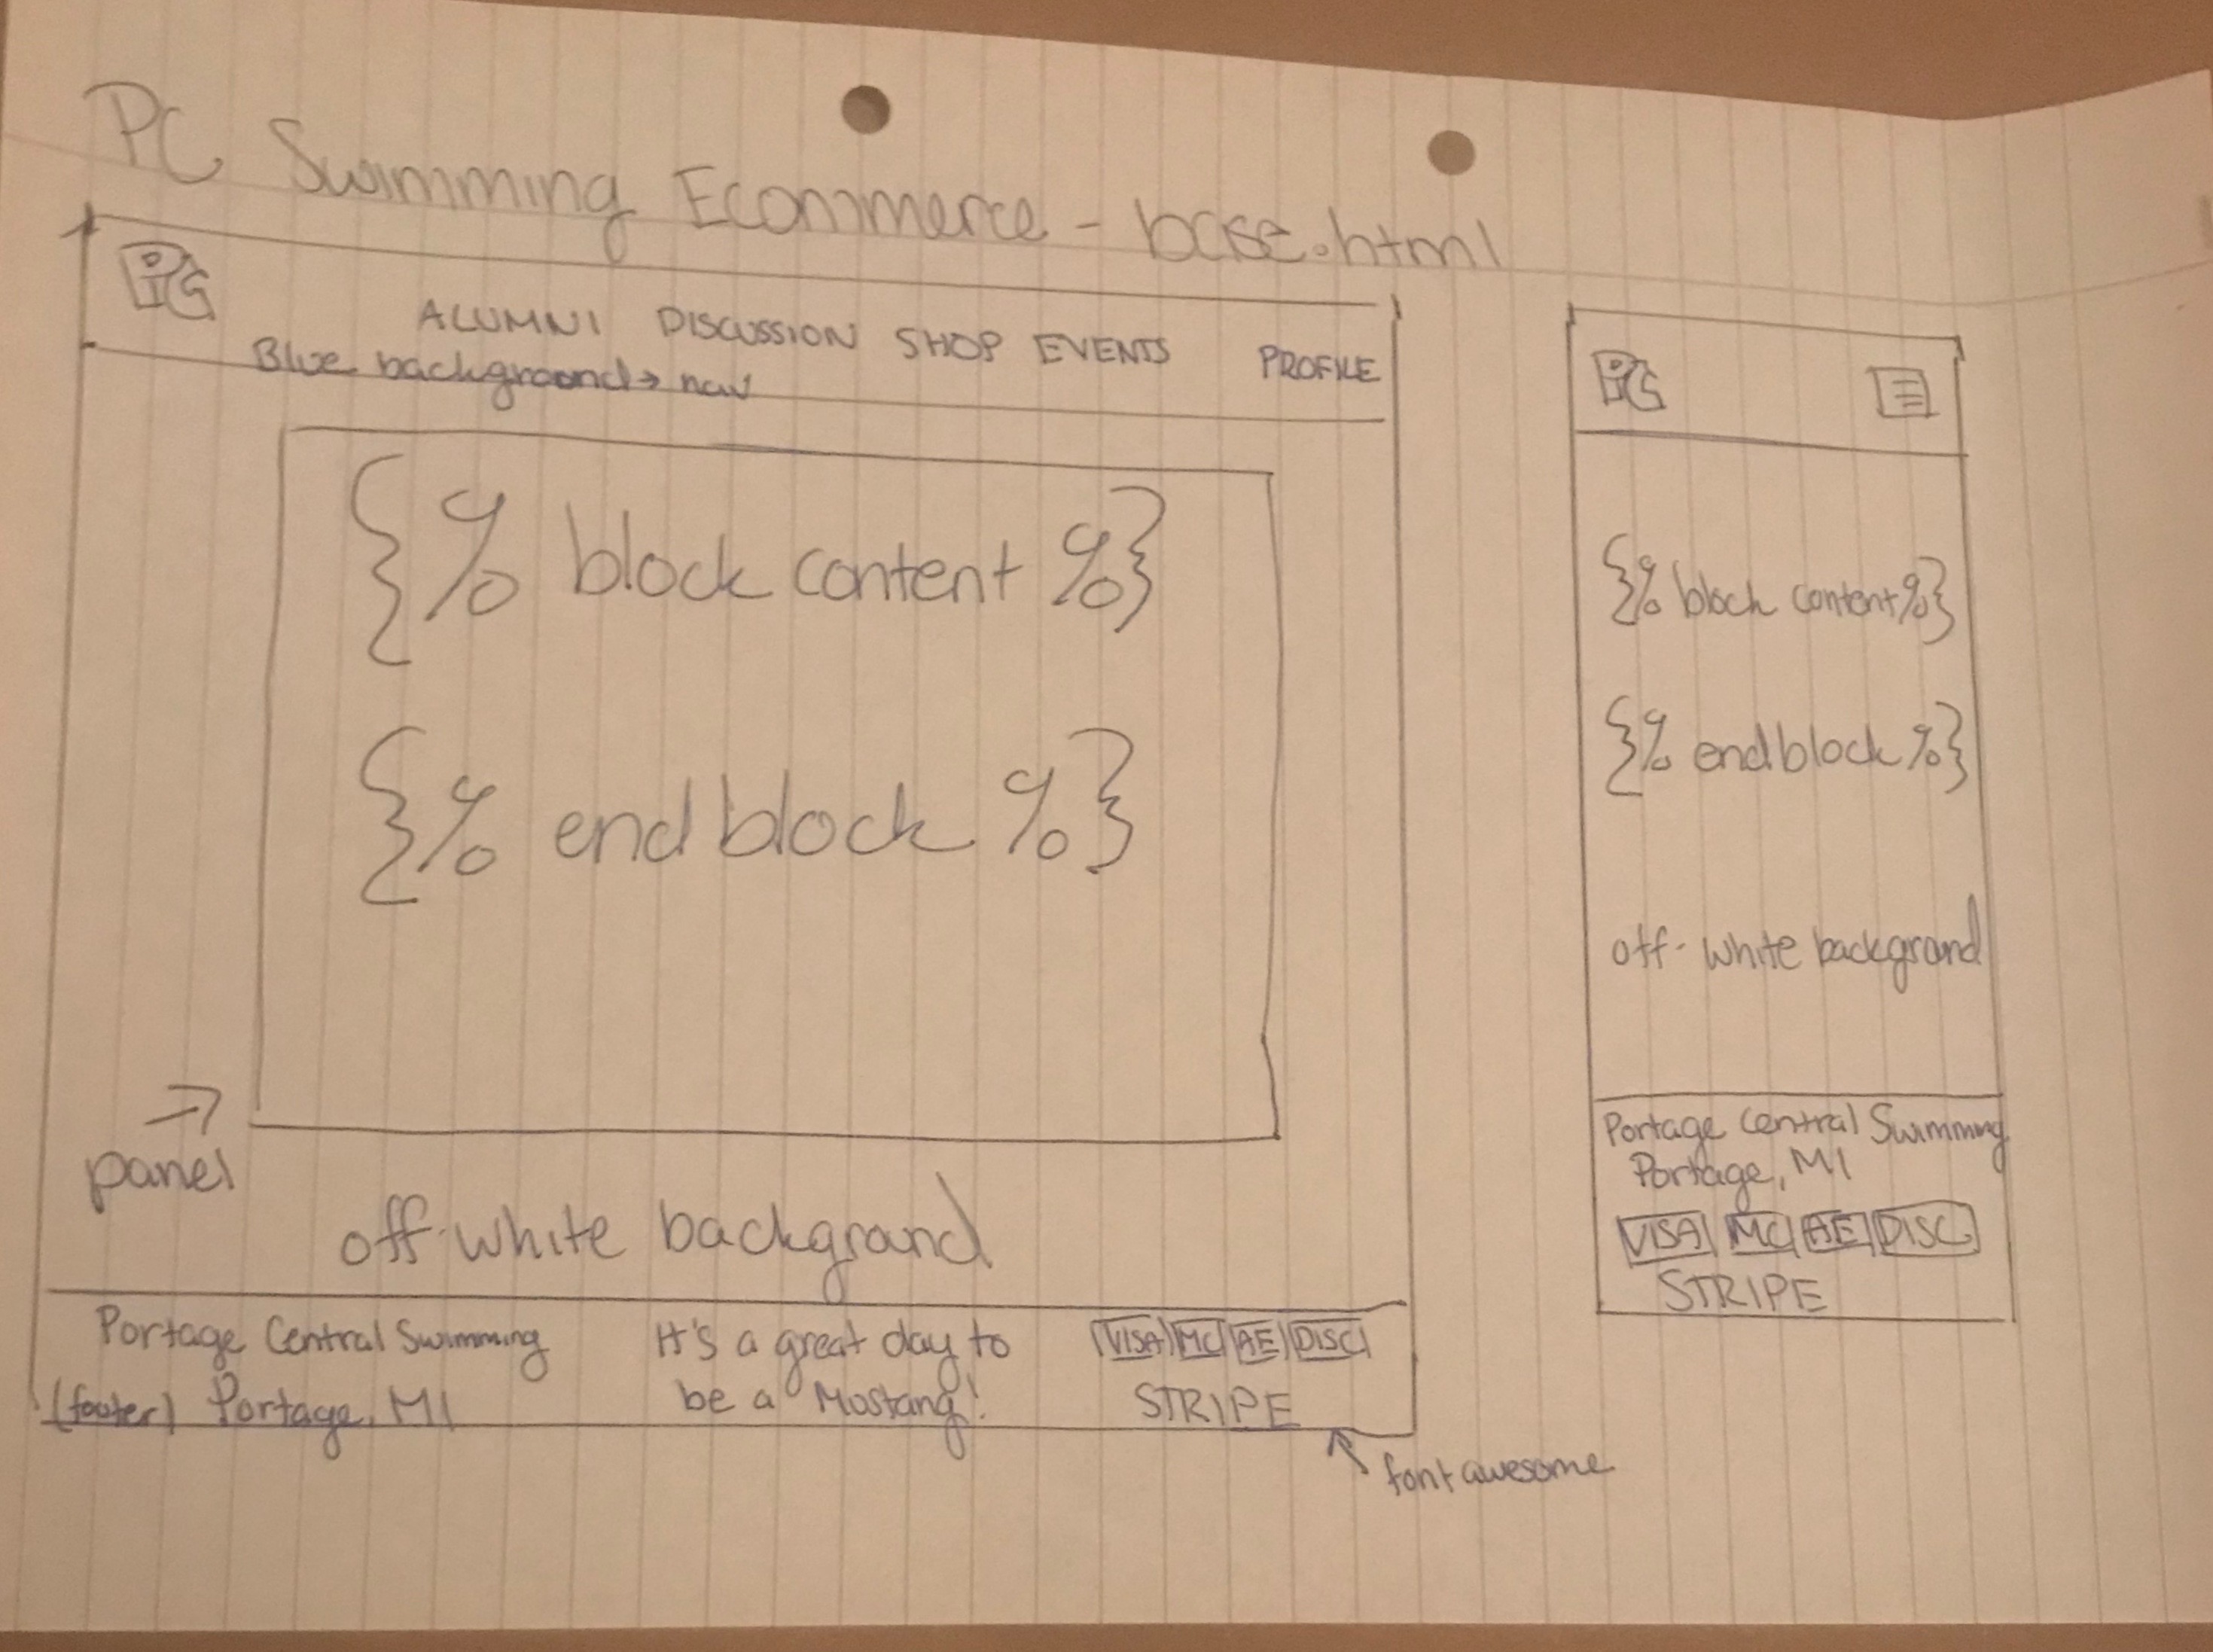 PC Swimming Ecommerce - base.html
PC
ALUMNI DISCUSSION SHOP EVENTS PROFILE
Blue background → nav
{% block content %}
{% endblock %}
panel
off-white background
Portage Central Swimming
(footer) Portage, MI
It's a great day to
be a Mustang!
VISA MC AE DISC
STRIPE
font awesome
PC
{% block content %}
{% endblock %}
off-white background
Portage Central Swimming
Portage, MI
VISA MC AE DISC
STRIPE